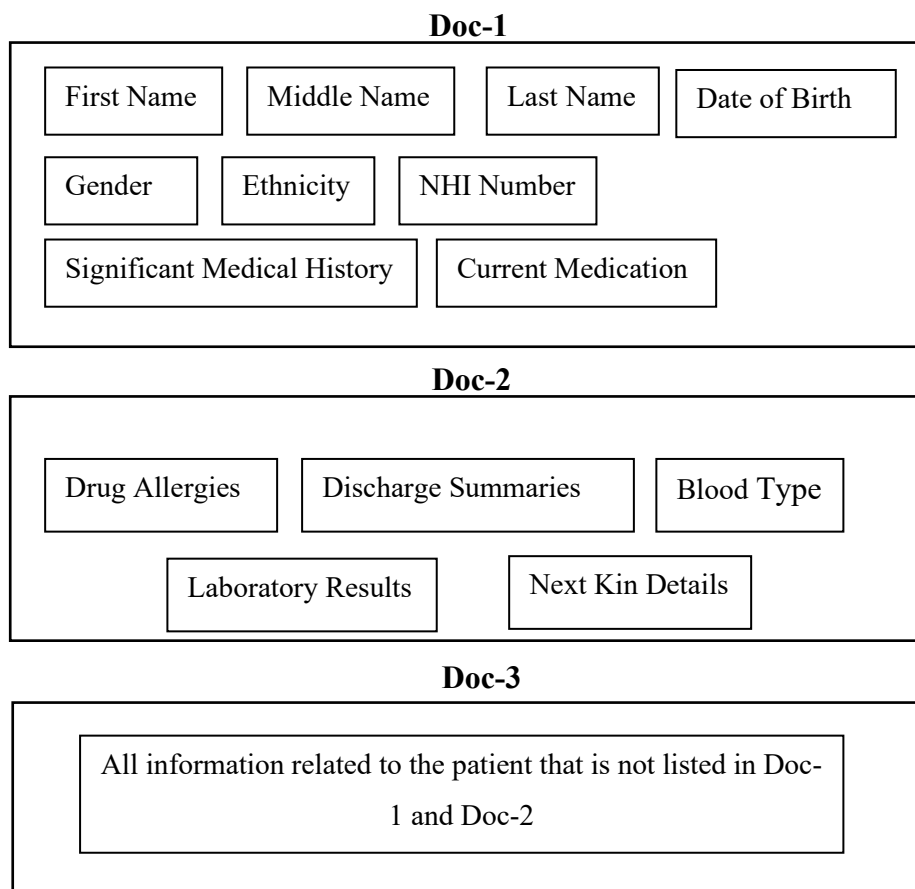 Doc-1
First Name Middle Name Last Name Date of Birth
Gender Ethnicity NHI Number
Significant Medical History Current Medication
Doc-2
Drug Allergies Discharge Summaries Blood Type
Laboratory Results Next Kin Details
Doc-3
All information related to the patient that is not listed in Doc-
1 and Doc-2